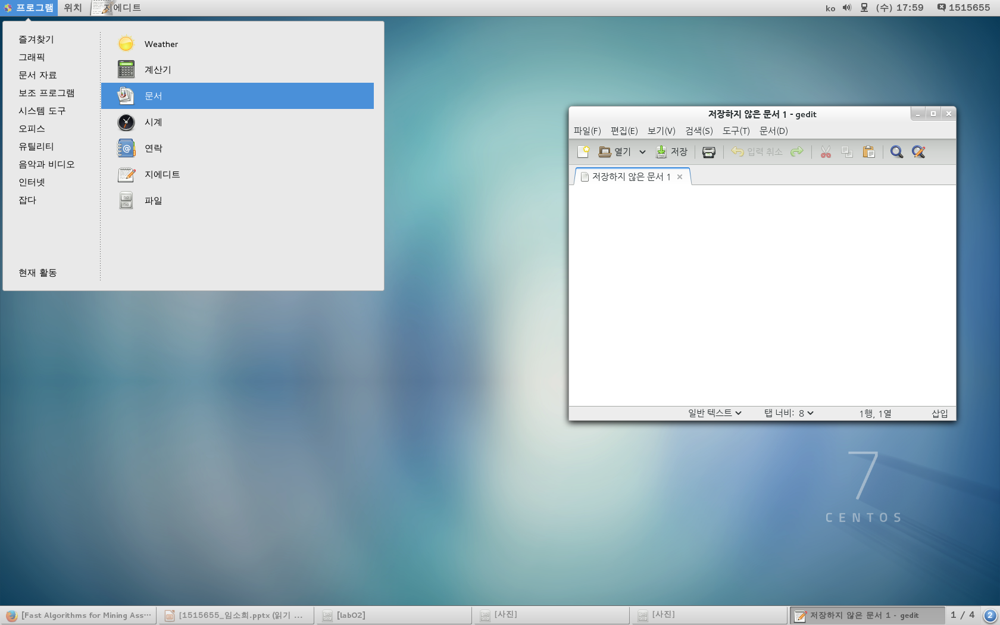 프로그램 위치 지에디트 ko (수) 17:59 1515655
즐겨찾기
그래픽
문서 자료
보조 프로그램
시스템 도구
오피스
유틸리티
음악과 비디오
인터넷
잡다
현재 활동
Weather
계산기
문서
시계
연락
지에디트
파일
저장하지 않은 문서 1 - gedit
파일(F) 편집(E) 보기(V) 검색(S) 도구(T) 문서(D)
열기 저장 입력 취소
저장하지 않은 문서 1
일반 텍스트 탭 너비: 8 1행, 1열 삽입
7
CENTOS
[Fast Algorithms for Mining Ass… [1515655_임소희.pptx (읽기 … [lab02] [사진] [사진] 저장하지 않은 문서 1 - gedit 1 / 4 2